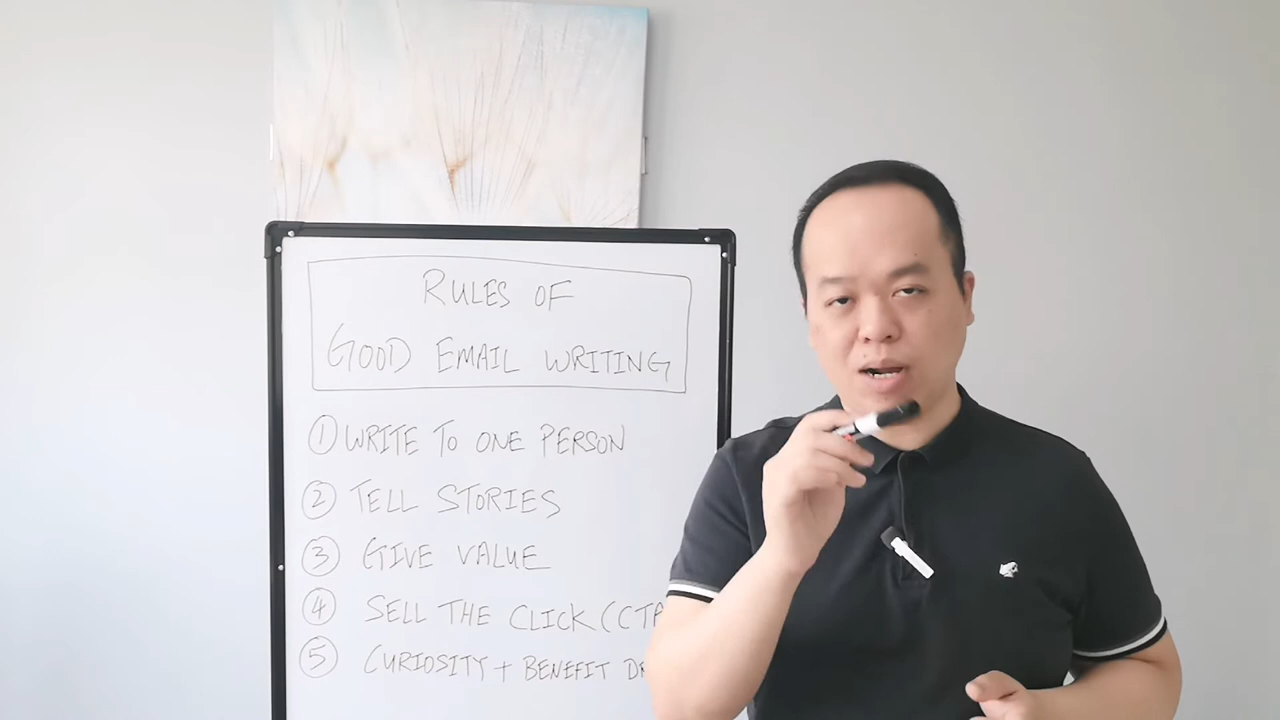 RULES OF
GOOD EMAIL WRITING
① WRITE TO ONE PERSON
② TELL STORIES
③ GIVE VALUE
④ SELL THE CLICK (CTA
⑤ CURIOSITY + BENEFIT